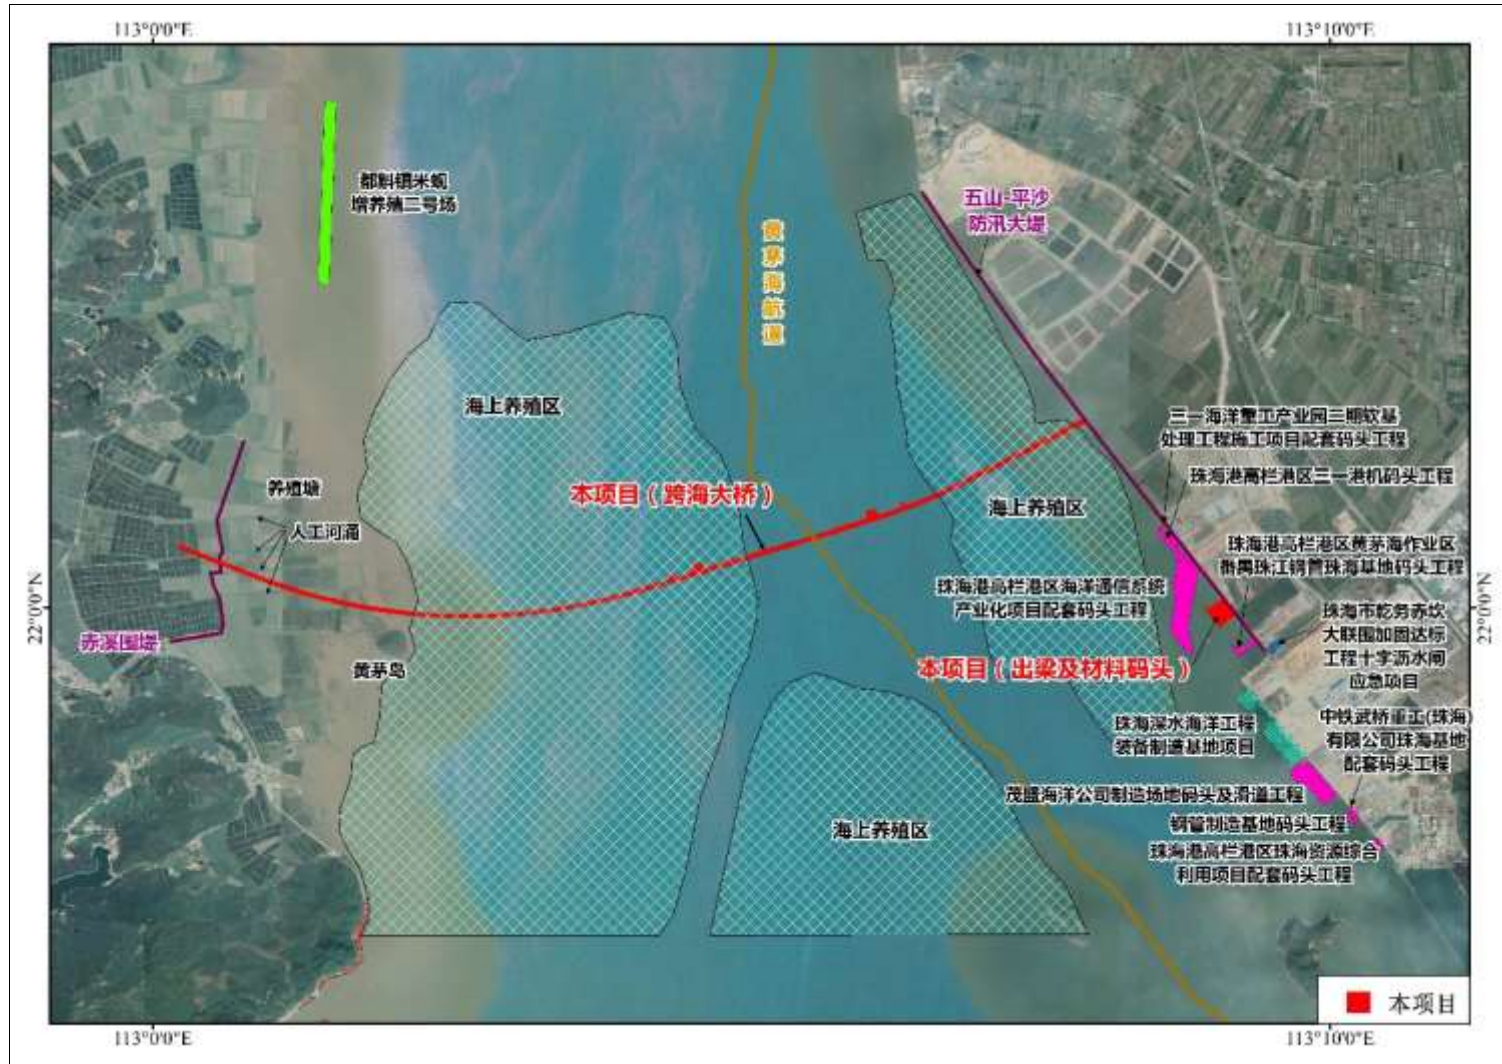 113°0'0"E
113°10'0"E
都斛镇米蚬
增养殖二号场
五山-平沙
防汛大堤
黄茅海航道
海上养殖区
三一海洋重工产业园二期软基
处理工程施工项目配套码头工程
珠海港高栏港区三一港机码头工程
养殖塘
本项目（跨海大桥）
海上养殖区
人工河涌
珠海港高栏港区黄茅海作业区
番禺珠江钢管珠海基地码头工程
珠海港高栏港区海洋通信系统
产业化项目配套码头工程
22°0'0"N
22°0'0"N
珠海市乾务赤坎
大联围加固达标
工程十字沥水闸
应急项目
赤溪围堤
黄茅岛
本项目（出梁及材料码头）
珠海深水海洋工程
装备制造基地项目
中铁武桥重工(珠海)
有限公司珠海基地
配套码头工程
茂盛海洋公司制造场地码头及滑道工程
海上养殖区
钢管制造基地码头工程
珠海港高栏港区珠海资源综合
利用项目配套码头工程
本项目
113°0'0"E
113°10'0"E